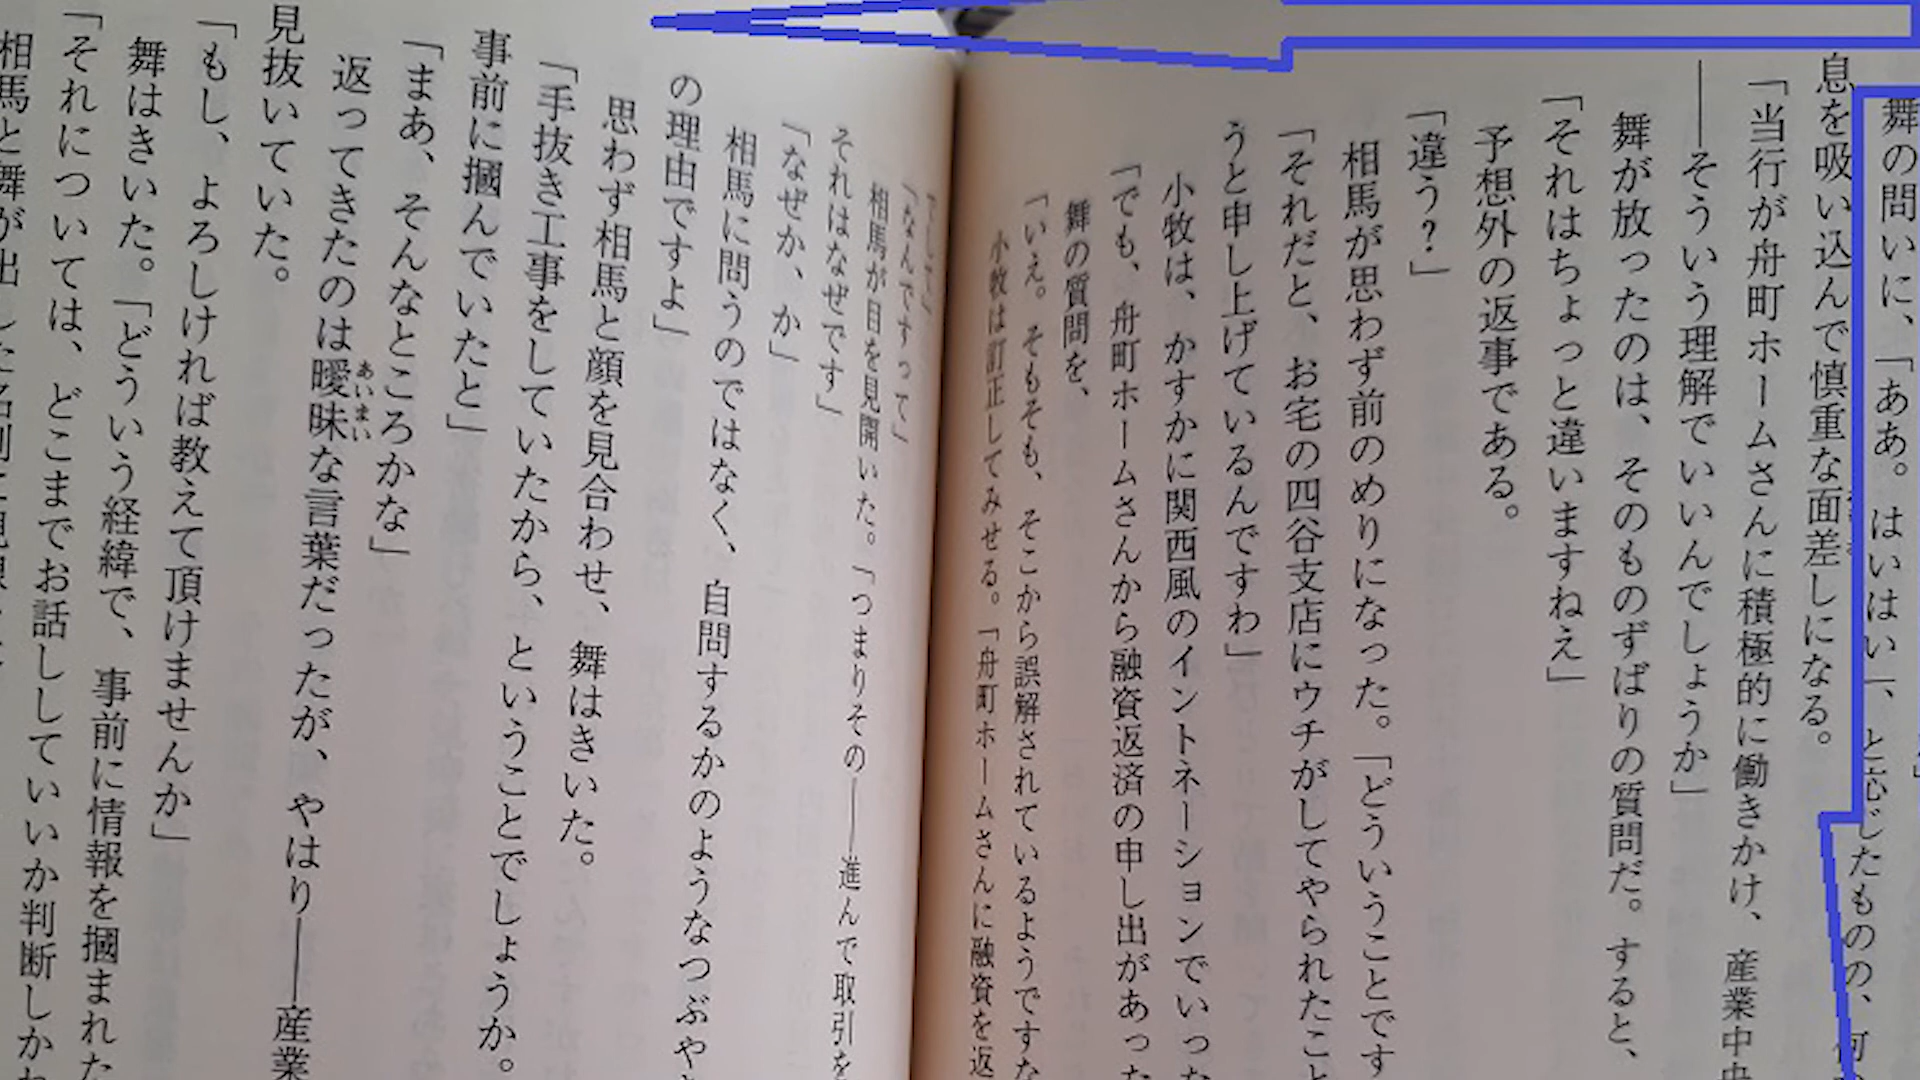 舞の問いに、「ああ。はいはい」、と応じたものの、何
息を吸い込んで慎重な面差しになる。
「当行が舟町ホームさんに積極的に働きかけ、産業中央
――そういう理解でいいんでしょうか」
舞が放ったのは、そのものずばりの質問だ。すると、
「それはちょっと違いますねえ」
予想外の返事である。
「違う？」
相馬が思わず前のめりになった。「どういうことです
「それだと、お宅の四谷支店にウチがしてやられたこと
うと申し上げているんですわ」
小牧は、かすかに関西風のイントネーションでいった
「でも、舟町ホームさんから融資返済の申し出があった
舞の質問を、
「いえ。そもそも、そこから誤解されているようですな
小牧は訂正してみせる。「舟町ホームさんに融資を返
「なんですって」
相馬が目を見開いた。「つまりその――進んで取引を
それはなぜです」
「なぜか、か」
相馬に問うのではなく、自問するかのようなつぶや
の理由ですよ」
思わず相馬と顔を見合わせ、舞はきいた。
「手抜き工事をしていたから、ということでしょうか。
事前に摑んでいたと」
「まあ、そんなところかな」
返ってきたのは曖昧な言葉だったが、やはり――産業
あいまい
見抜いていた。
「もし、よろしければ教えて頂けませんか」
舞はきいた。「どういう経緯で、事前に情報を摑まれた
「それについては、どこまでお話ししていいか判断しかね
相馬と舞が出した名刺に視線